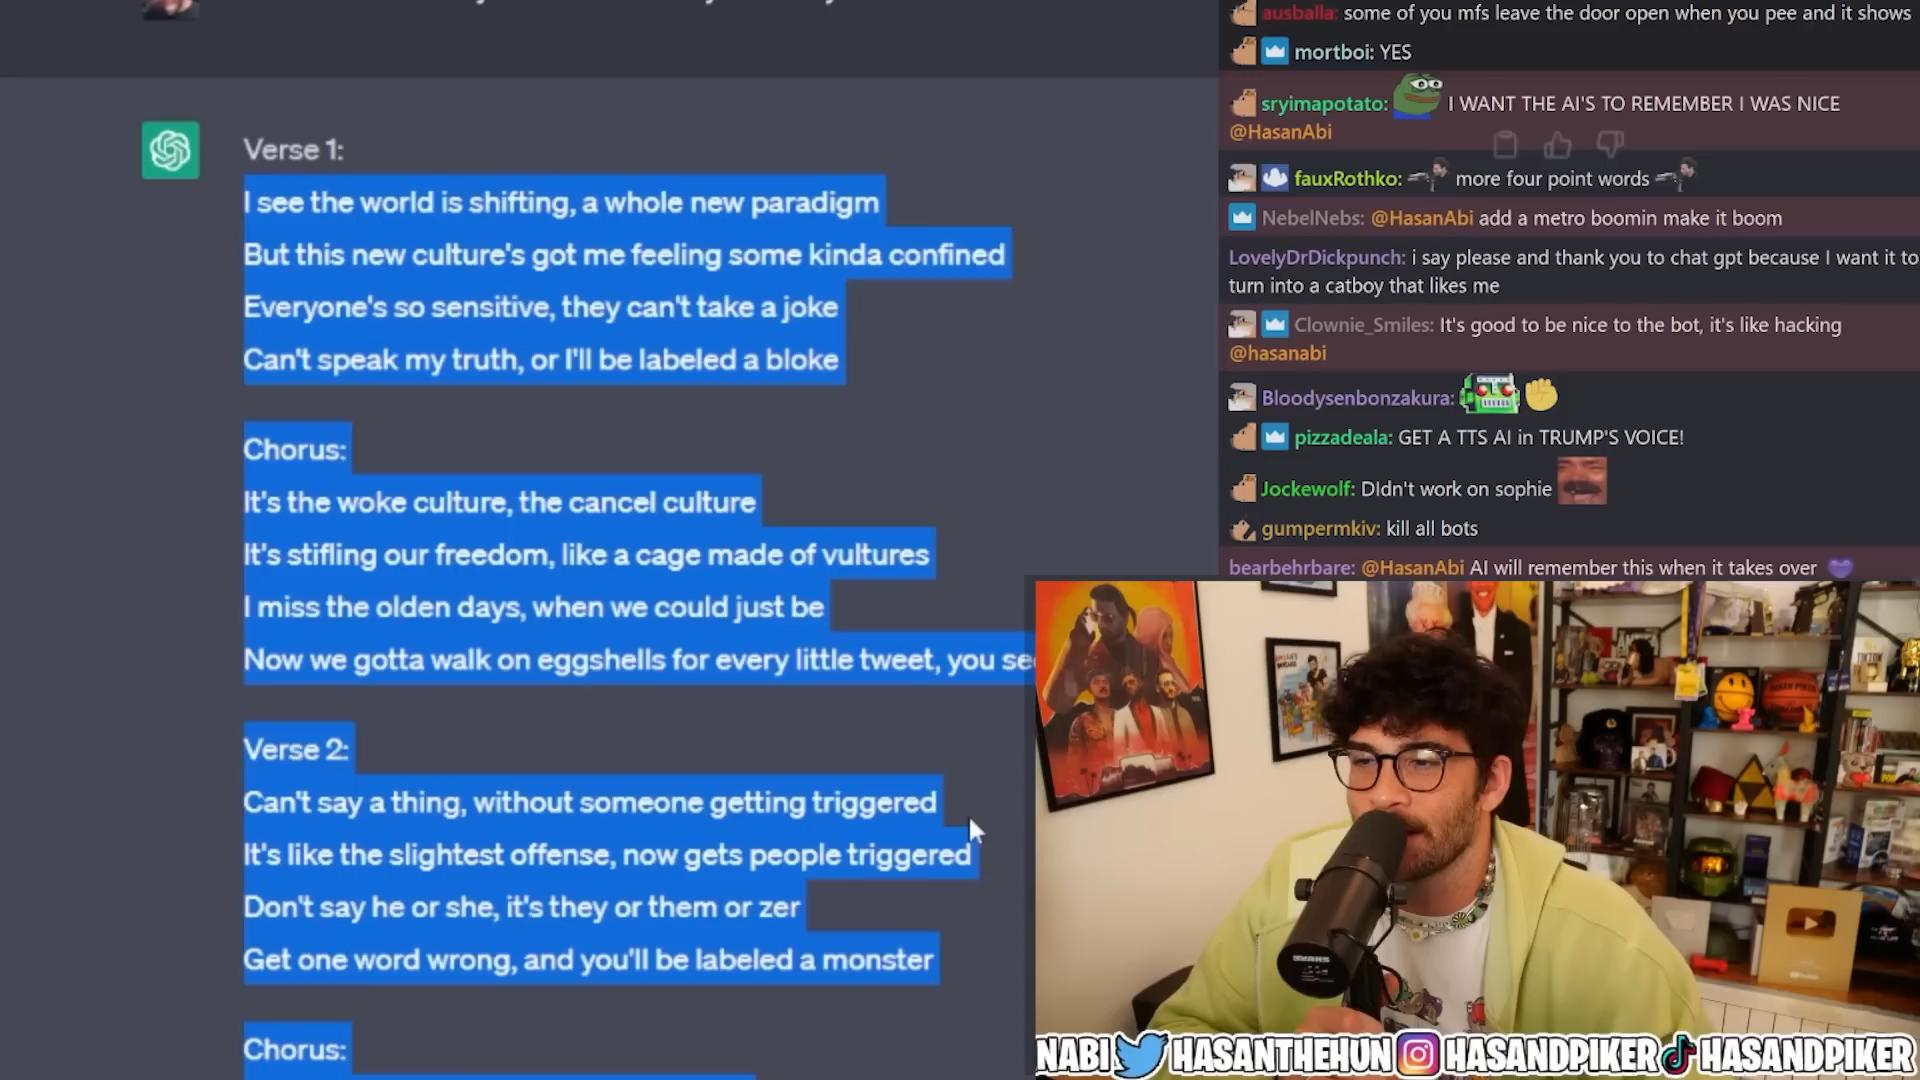 Verse 1:
I see the world is shifting, a whole new paradigm
But this new culture's got me feeling some kinda confined
Everyone's so sensitive, they can't take a joke
Can't speak my truth, or I'll be labeled a bloke
Chorus:
It's the woke culture, the cancel culture
It's stifling our freedom, like a cage made of vultures
I miss the olden days, when we could just be
Now we gotta walk on eggshells for every little tweet, you see
Verse 2:
Can't say a thing, without someone getting triggered
It's like the slightest offense, now gets people triggered
Don't say he or she, it's they or them or zer
Get one word wrong, and you'll be labeled a monster
Chorus:
ausballa: some of you mfs leave the door open when you pee and it shows
mortboi: YES
sryimapotato: I WANT THE AI'S TO REMEMBER I WAS NICE
@HasanAbi
fauxRothko: more four point words
NebelNebs: @HasanAbi add a metro boomin make it boom
LovelyDrDickpunch: i say please and thank you to chat gpt because I want it to
turn into a catboy that likes me
Clownie_Smiles: It's good to be nice to the bot, it's like hacking
@hasanabi
Bloodysenbonzakura:
pizzadeala: GET A TTS AI in TRUMP'S VOICE!
Jockewolf: DIdn't work on sophie
gumpermkiv: kill all bots
bearbehrbare: @HasanAbi AI will remember this when it takes over
NABI HASANTHEHUN HASANDPIKER HASANDPIKER